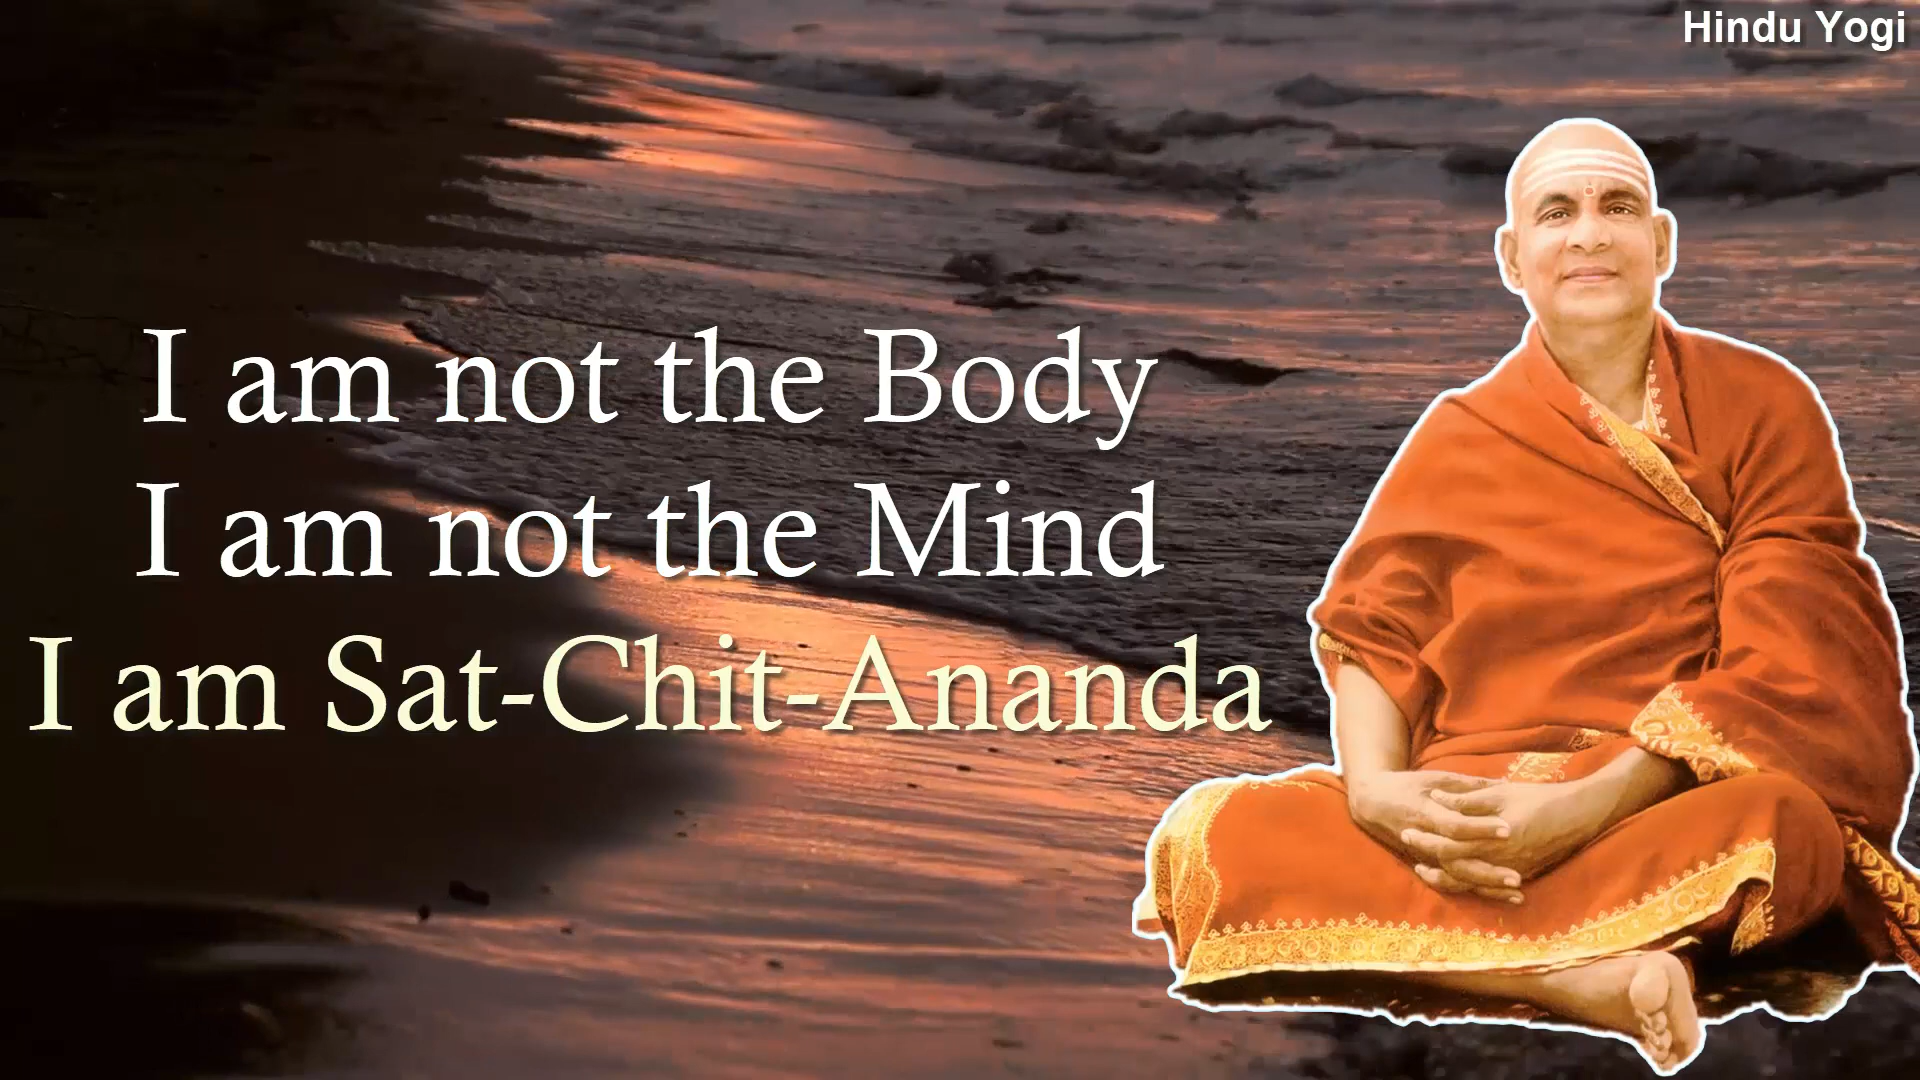 Hindu Yogi
I am not the Body
I am not the Mind
I am Sat-Chit-Ananda